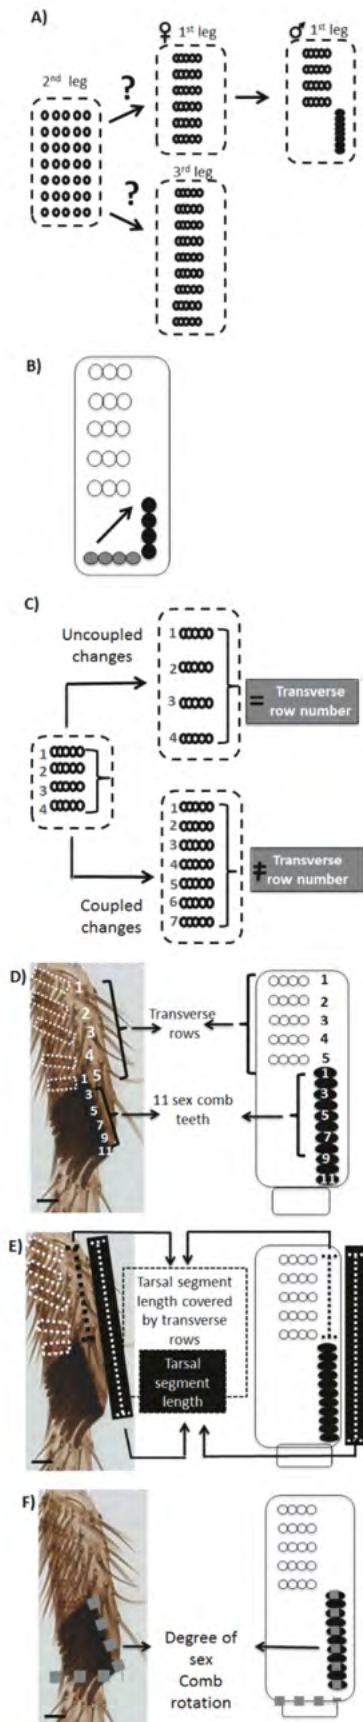 A)
♀ 1st leg
♂ 1st leg
2nd leg
?
?
3rd leg
B)
C)
Uncoupled
changes
1
2
3
4
= Transverse
row number
1
2
3
4
Coupled
changes
1
2
3
4
5
6
7
≠ Transverse
row number
D)
1
2
3
4
5
Transverse
rows
1
2
3
4
5
1
3
5
7
9
11
11 sex comb
teeth
1
3
5
7
9
11
E)
Tarsal segment
length covered
by transverse
rows
Tarsal
segment
length
F)
Degree of
sex
Comb
rotation